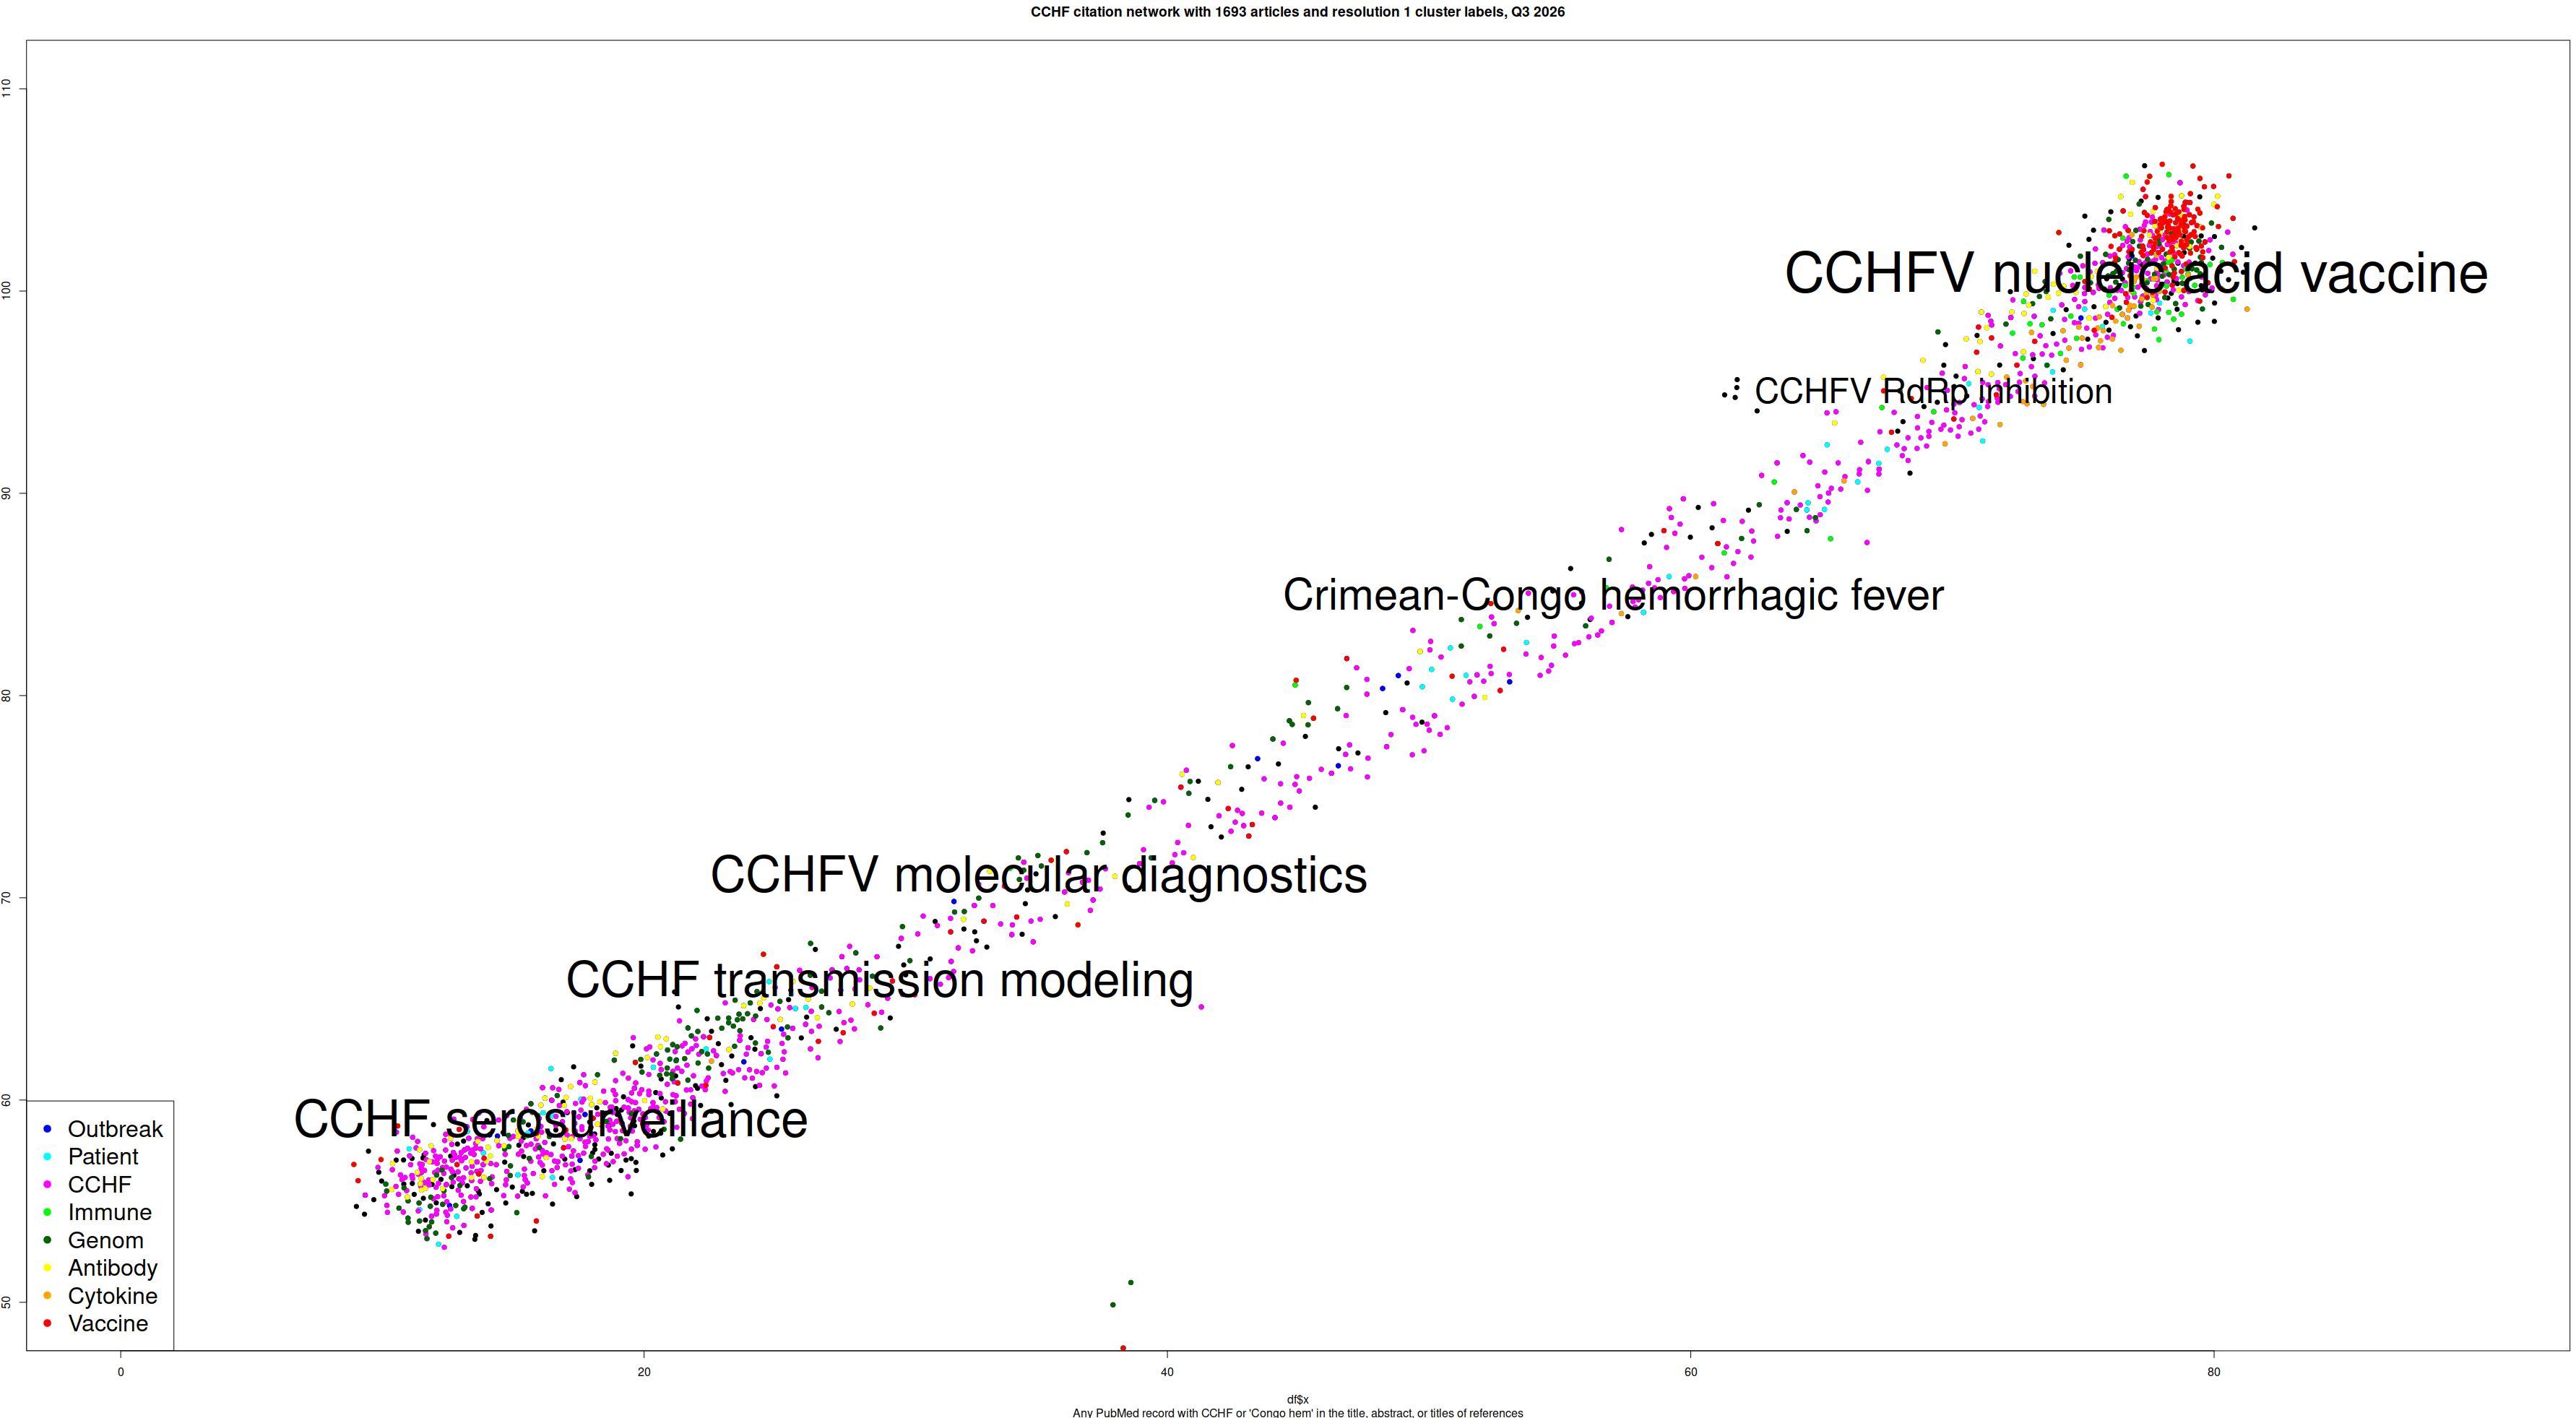 CCHF citation network with 1693 articles and resolution 1 cluster labels, Q3 2026
110
100
90
80
70
60
50
CCHFV nucleic acid vaccine
CCHFV RdRp inhibition
Crimean-Congo hemorrhagic fever
CCHFV molecular diagnostics
CCHF transmission modeling
CCHF serosurveillance
Outbreak
Patient
CCHF
Immune
Genom
Antibody
Cytokine
Vaccine
0 20 40 60 80
df$x
Any PubMed record with CCHF or 'Congo hem' in the title, abstract, or titles of references